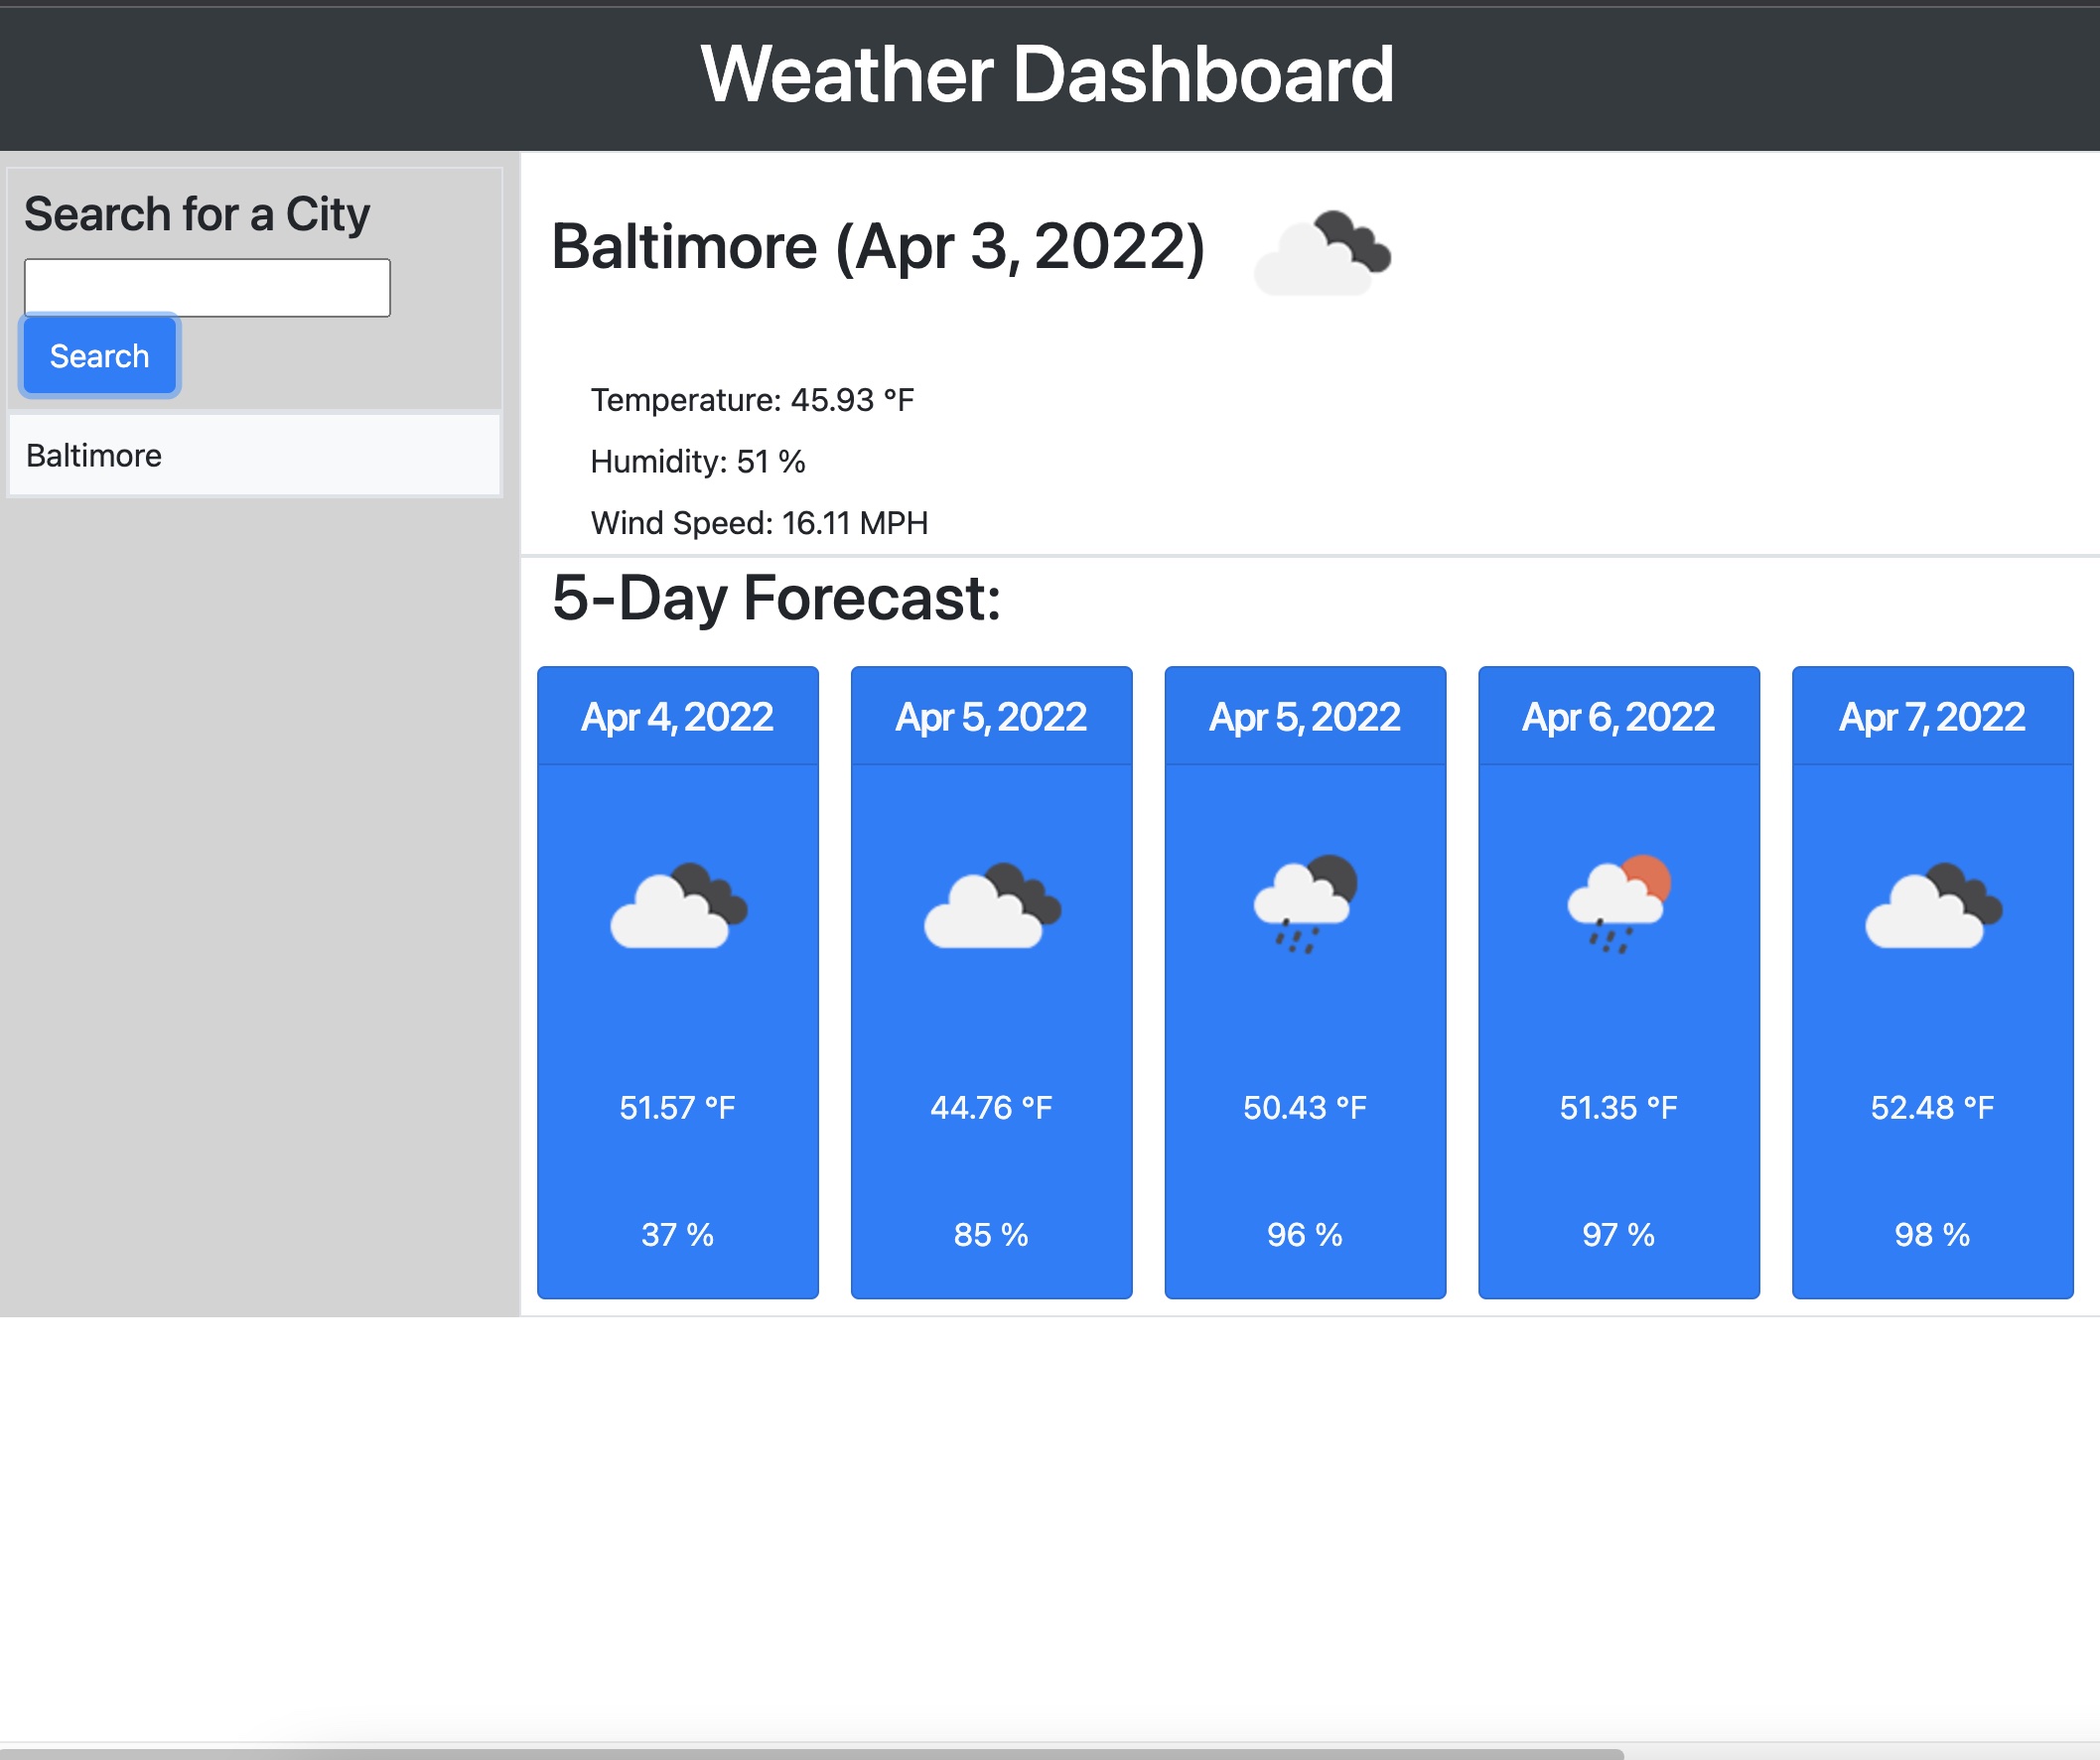 Weather Dashboard
Search for a City
Search
Baltimore
Baltimore (Apr 3, 2022)
Temperature: 45.93 °F
Humidity: 51 %
Wind Speed: 16.11 MPH
5-Day Forecast:
Apr 4, 2022
51.57 °F
37 %
Apr 5, 2022
44.76 °F
85 %
Apr 5, 2022
50.43 °F
96 %
Apr 6, 2022
51.35 °F
97 %
Apr 7, 2022
52.48 °F
98 %